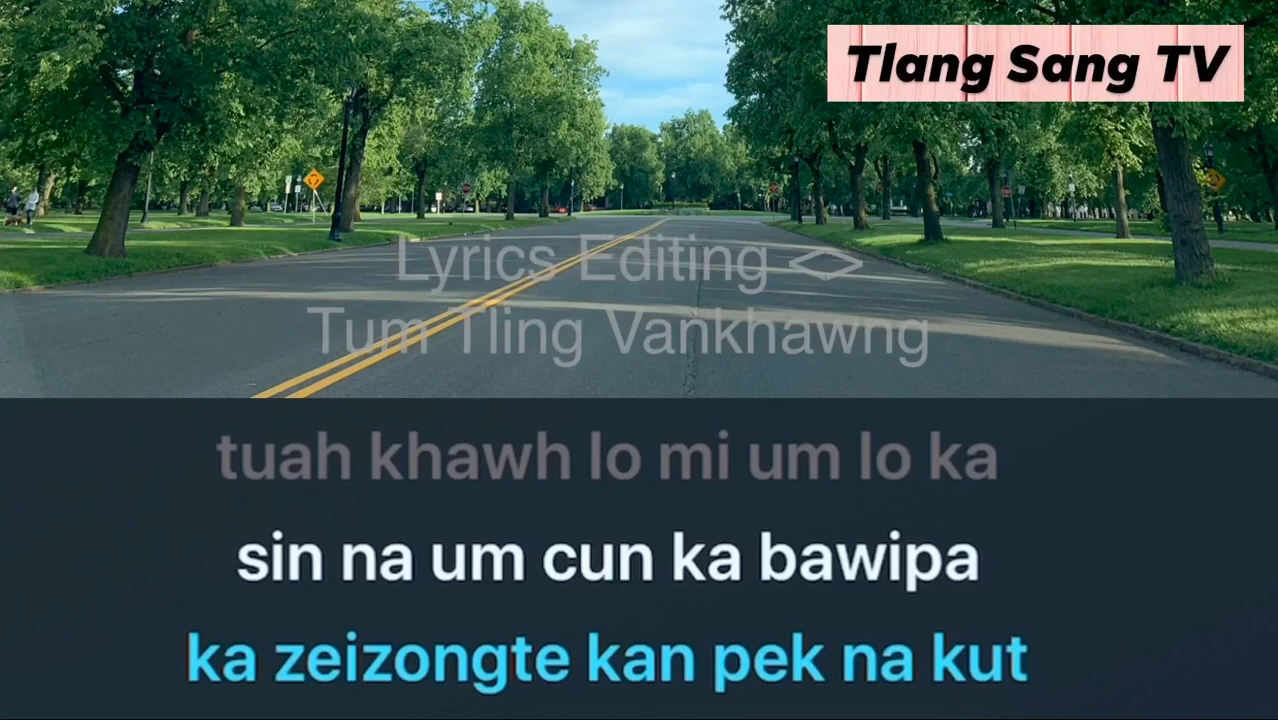 Tlang Sang TV
Lyrics Editing <>
Tum Tling Vankhawng
tuah khawh lo mi um lo ka
sin na um cun ka bawipa
ka zeizongte kan pek na kut